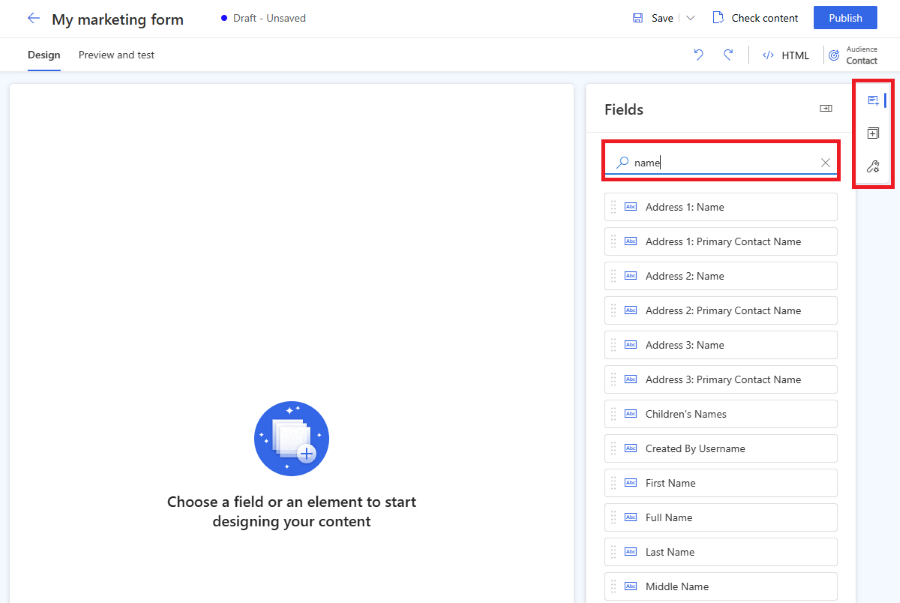 My marketing form
Draft - Unsaved
Save
Check content
Publish
Design
Preview and test
HTML
Audience
Contact
Fields
name
Abc Address 1: Name
Abc Address 1: Primary Contact Name
Abc Address 2: Name
Abc Address 2: Primary Contact Name
Abc Address 3: Name
Abc Address 3: Primary Contact Name
Abc Children's Names
Abc Created By Username
Abc First Name
Abc Full Name
Abc Last Name
Abc Middle Name
Choose a field or an element to start
designing your content